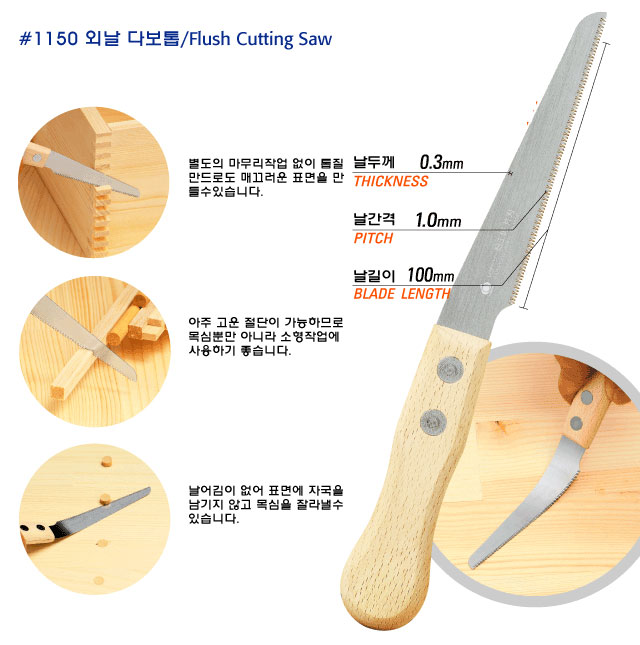 #1150 외날 다보톱/Flush Cutting Saw
별도의 마무리작업 없이 톱질
만드로도 매끄러운 표면을 만
들수있습니다.
날두께 0.3mm
THICKNESS
날간격 1.0mm
PITCH
날길이 100mm
BLADE LENGTH
아주 고운 절단이 가능하므로
목심뿐만 아니라 소형작업에
사용하기 좋습니다.
날어김이 없어 표면에 자국을
남기지 않고 목심을 잘라낼수
있습니다.